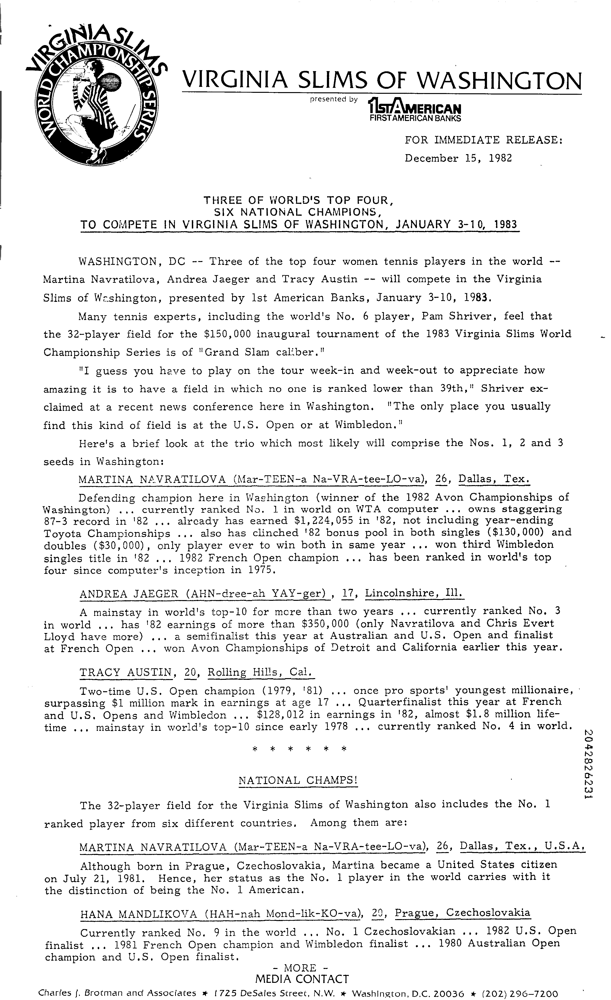 VIRGINIA SLIMS
WORLD CHAMPIONSHIP SERIES
VIRGINIA SLIMS OF WASHINGTON
presented by 1ST AMERICAN
FIRST AMERICAN BANKS
FOR IMMEDIATE RELEASE:
December 15, 1982
THREE OF WORLD'S TOP FOUR,
SIX NATIONAL CHAMPIONS,
TO COMPETE IN VIRGINIA SLIMS OF WASHINGTON, JANUARY 3-10, 1983
WASHINGTON, DC -- Three of the top four women tennis players in the world --
Martina Navratilova, Andrea Jaeger and Tracy Austin -- will compete in the Virginia
Slims of Washington, presented by 1st American Banks, January 3-10, 1983.
Many tennis experts, including the world's No. 6 player, Pam Shriver, feel that
the 32-player field for the $150,000 inaugural tournament of the 1983 Virginia Slims World
Championship Series is of "Grand Slam caliber."
"I guess you have to play on the tour week-in and week-out to appreciate how
amazing it is to have a field in which no one is ranked lower than 39th," Shriver ex-
claimed at a recent news conference here in Washington. "The only place you usually
find this kind of field is at the U.S. Open or at Wimbledon."
Here's a brief look at the trio which most likely will comprise the Nos. 1, 2 and 3
seeds in Washington:
MARTINA NAVRATILOVA (Mar-TEEN-a Na-VRA-tee-LO-va), 26, Dallas, Tex.
Defending champion here in Washington (winner of the 1982 Avon Championships of
Washington) ... currently ranked No. 1 in world on WTA computer ... owns staggering
87-3 record in '82 ... already has earned $1,224,055 in '82, not including year-ending
Toyota Championships ... also has clinched '82 bonus pool in both singles ($130,000) and
doubles ($30,000), only player ever to win both in same year ... won third Wimbledon
singles title in '82 ... 1982 French Open champion ... has been ranked in world's top
four since computer's inception in 1975.
ANDREA JAEGER (AHN-dree-ah YAY-ger), 17, Lincolnshire, Ill.
A mainstay in world's top-10 for more than two years ... currently ranked No. 3
in world ... has '82 earnings of more than $350,000 (only Navratilova and Chris Evert
Lloyd have more) ... a semifinalist this year at Australian and U.S. Open and finalist
at French Open ... won Avon Championships of Detroit and California earlier this year.
TRACY AUSTIN, 20, Rolling Hills, Cal.
Two-time U.S. Open champion (1979, '81) ... once pro sports' youngest millionaire,
surpassing $1 million mark in earnings at age 17 ... Quarterfinalist this year at French
and U.S. Opens and Wimbledon ... $128,012 in earnings in '82, almost $1.8 million life-
time ... mainstay in world's top-10 since early 1978 ... currently ranked No. 4 in world.
* * * * * *
NATIONAL CHAMPS!
The 32-player field for the Virginia Slims of Washington also includes the No. 1
ranked player from six different countries. Among them are:
MARTINA NAVRATILOVA (Mar-TEEN-a Na-VRA-tee-LO-va), 26, Dallas, Tex., U.S.A.
Although born in Prague, Czechoslovakia, Martina became a United States citizen
on July 21, 1981. Hence, her status as the No. 1 player in the world carries with it
the distinction of being the No. 1 American.
HANA MANDLIKOVA (HAH-nah Mond-lik-KO-va), 20, Prague, Czechoslovakia
Currently ranked No. 9 in the world ... No. 1 Czechoslovakian ... 1982 U.S. Open
finalist ... 1981 French Open champion and Wimbledon finalist ... 1980 Australian Open
champion and U.S. Open finalist.
- MORE -
MEDIA CONTACT
Charles J. Brotman and Associates * 1725 DeSales Street, N.W. * Washington, D.C. 20036 * (202) 296-7200
2042826231